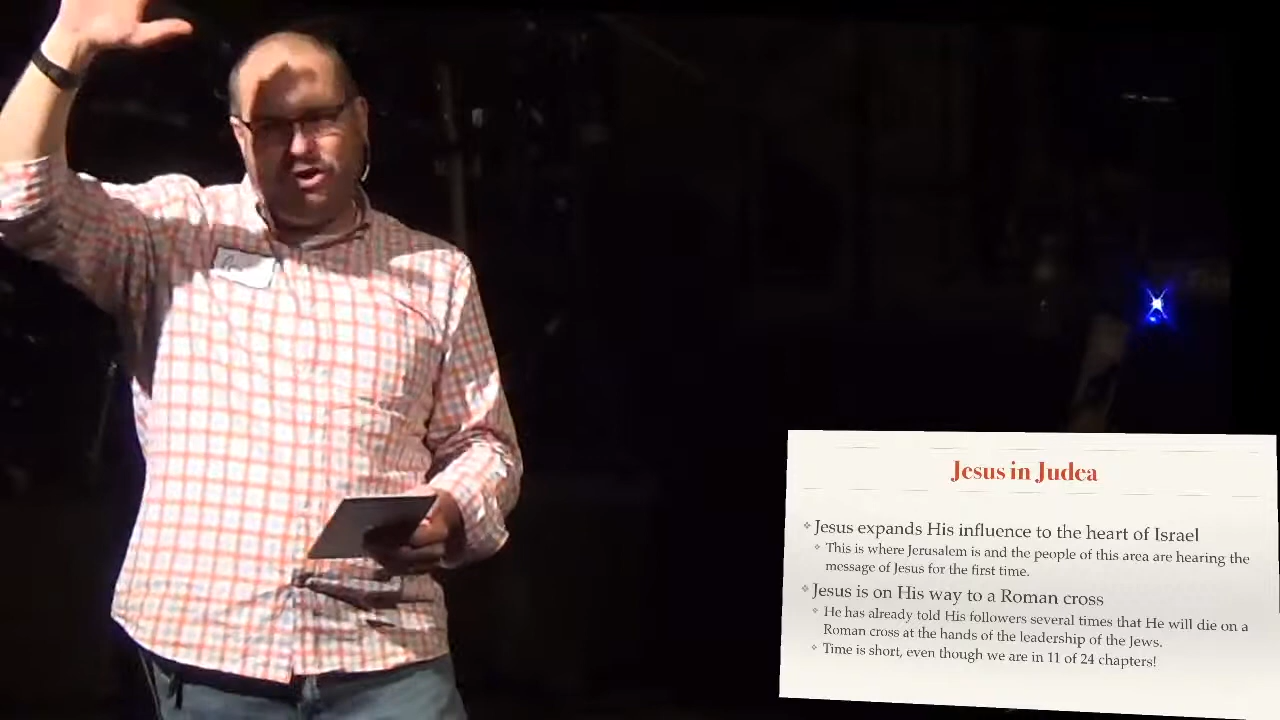 Jesus in Judea
Jesus expands His influence to the heart of Israel
This is where Jerusalem is and the people of this area are hearing the
message of Jesus for the first time.
Jesus is on His way to a Roman cross
He has already told His followers several times that He will die on a
Roman cross at the hands of the leadership of the Jews.
Time is short, even though we are in 11 of 24 chapters!